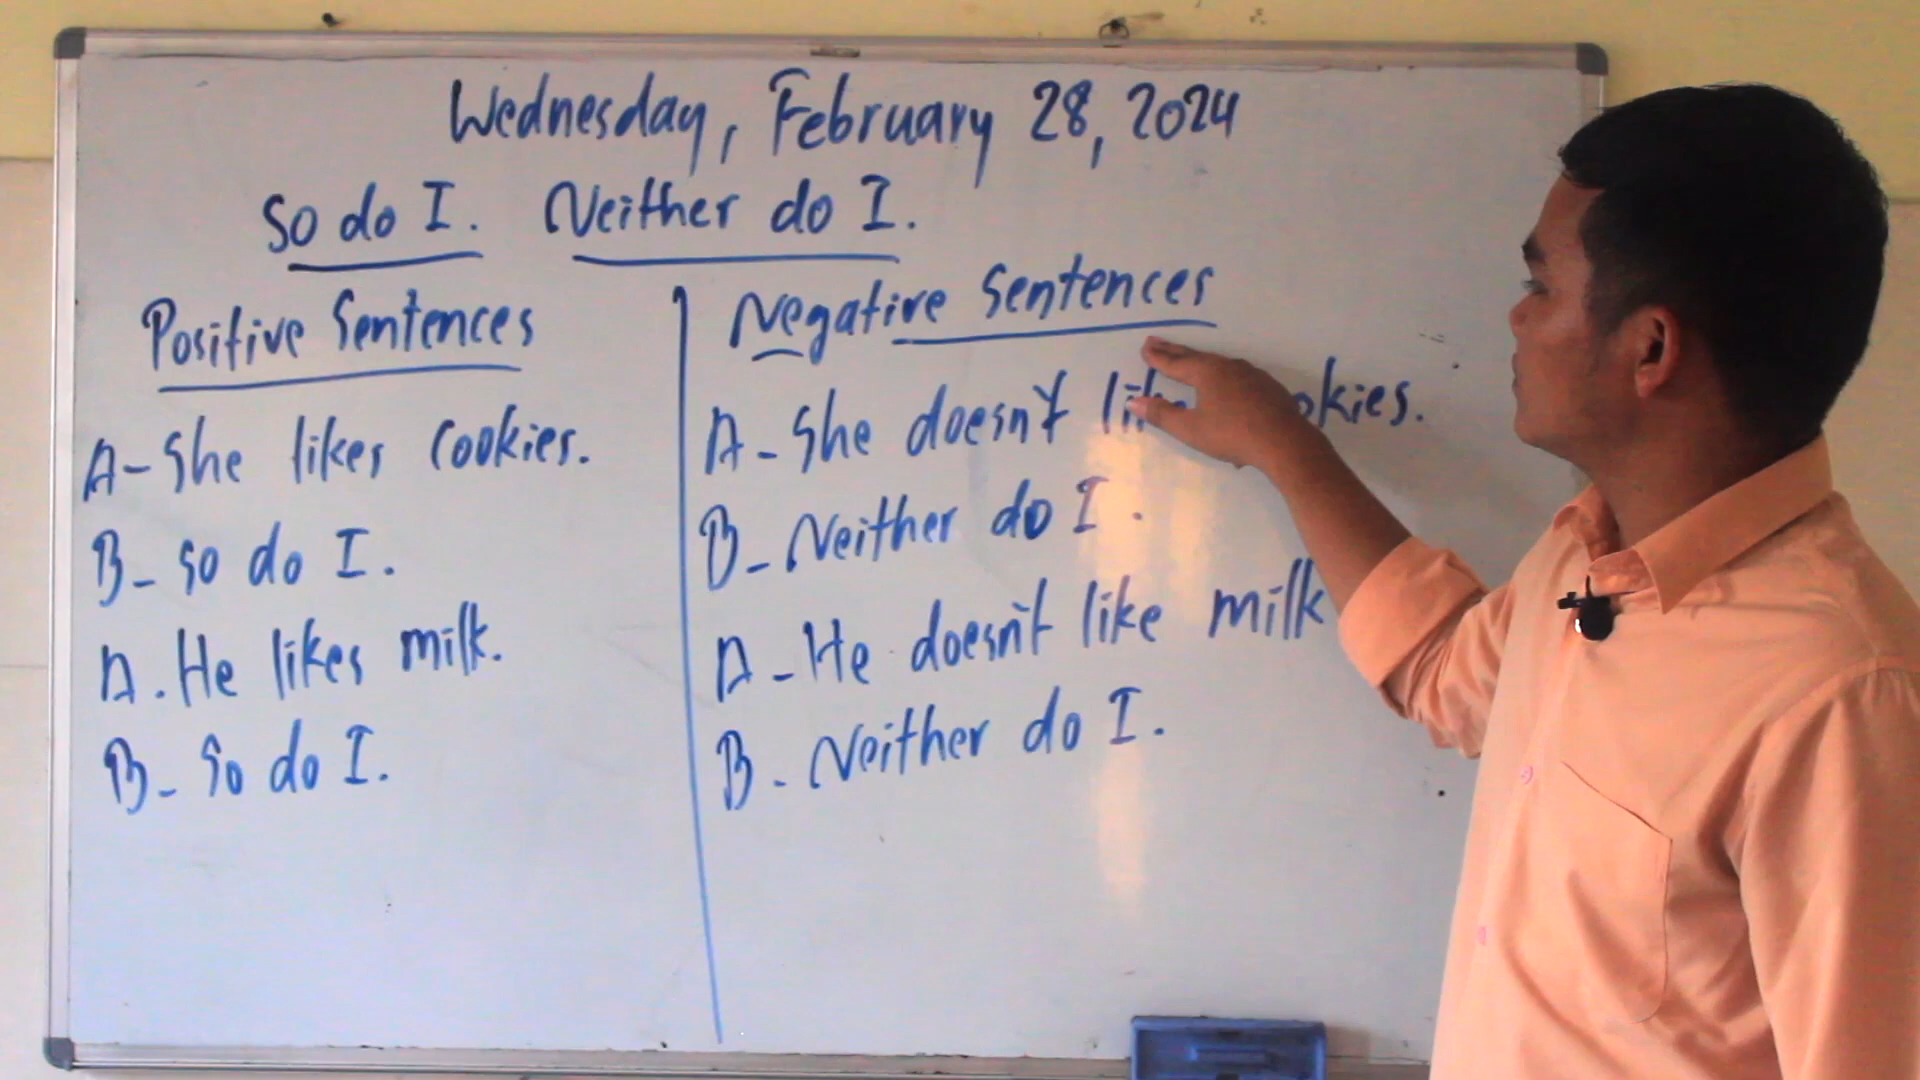 Wednesday, February 28, 2024
So do I. Neither do I.
Positive Sentences
A- She likes cookies.
B- So do I.
A. He likes milk.
B- So do I.
Negative Sentences
A- She doesn't like ookies.
B- Neither do I.
A- He doesn't like milk
B- Neither do I.